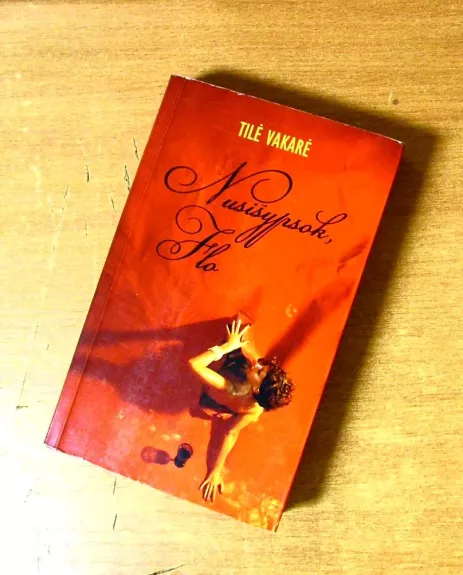 TILĖ VAKARĖ
Nusišypsok,
Flo